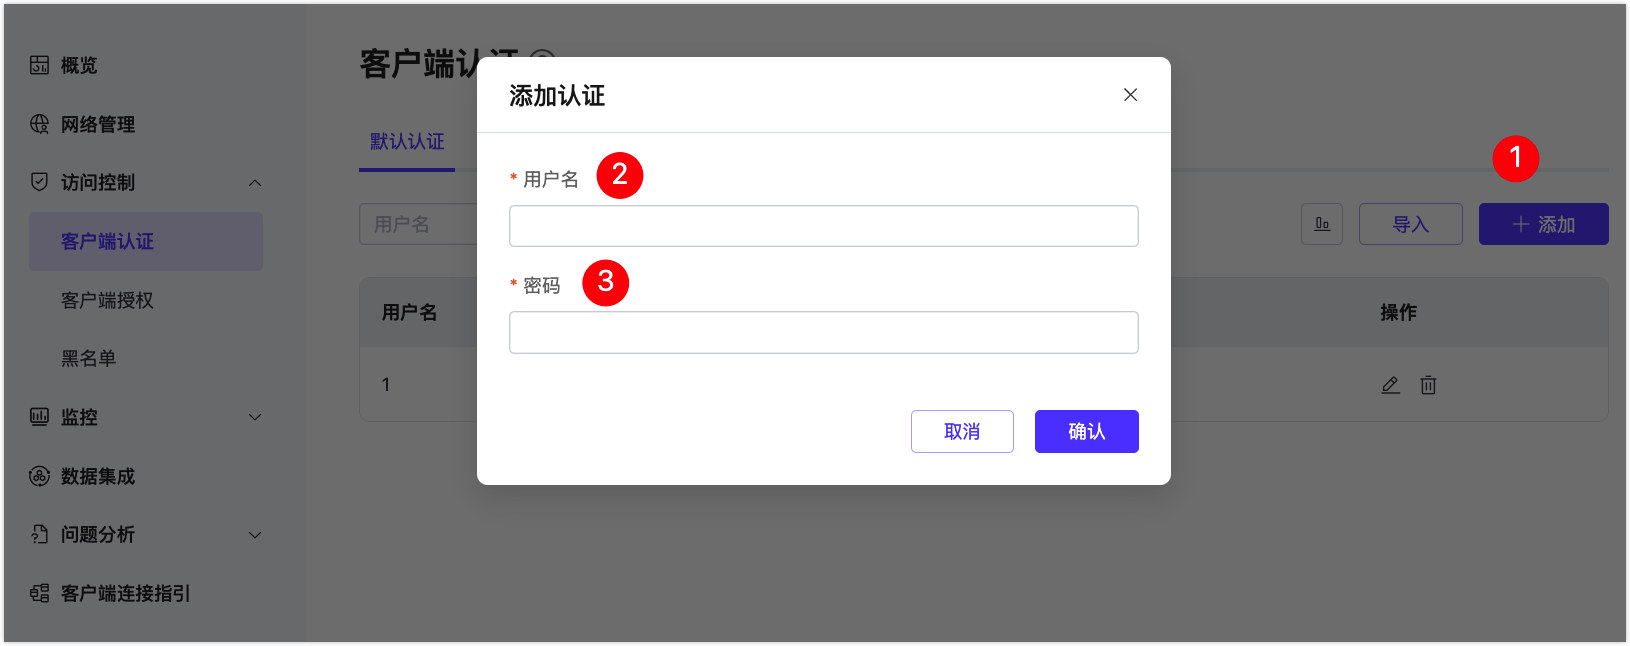 概览
网络管理
访问控制
客户端认证
客户端授权
黑名单
监控
数据集成
问题分析
客户端连接指引
客户端认证
默认认证
用户名
导入
添加
1
用户名
操作
1
添加认证
* 用户名
2
* 密码
3
取消
确认